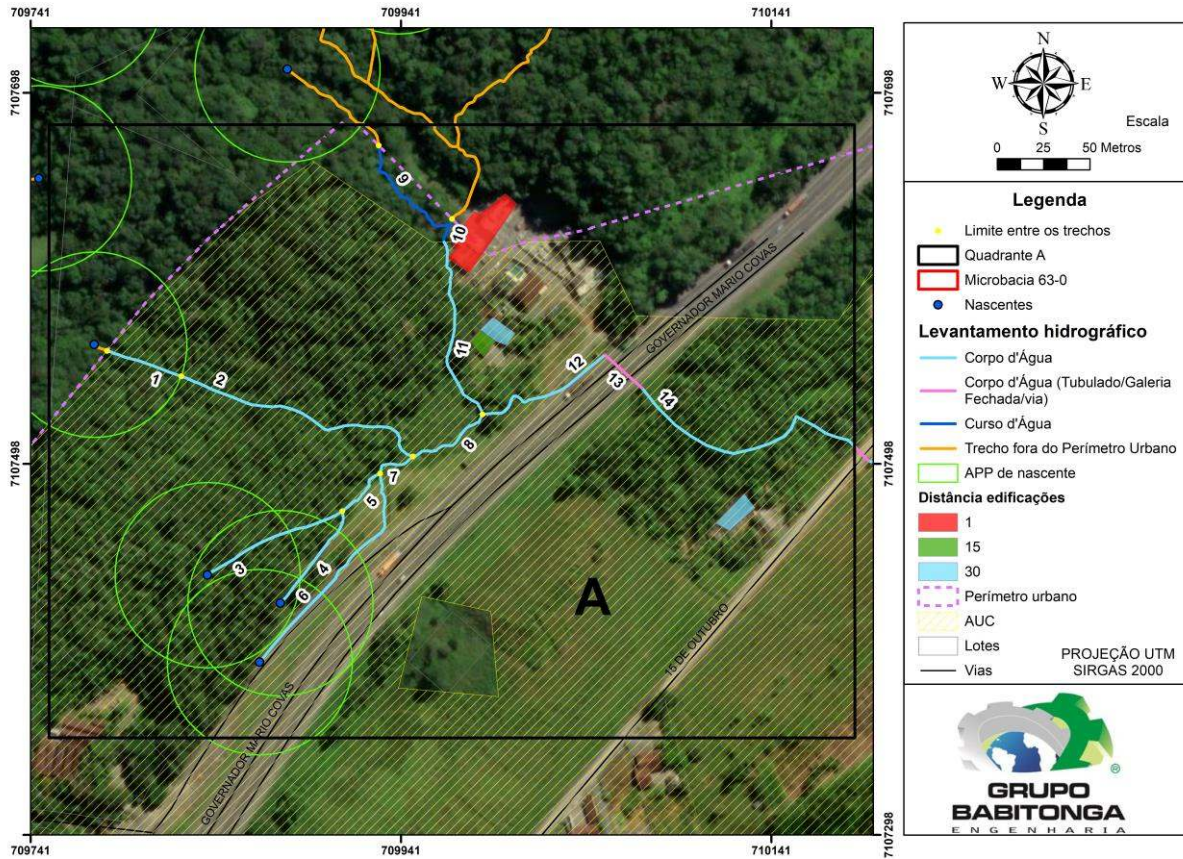 709741
709941
710141
7107698
7107498
7107298
7107698
7107498
7107298
709741
709941
710141
1
2
3
4
5
6
7
8
9
10
11
12
13
14
A
GOVERNADOR MARIO COVAS
GOVERNADOR MARIO COVAS
15 DE OUTUBRO
N
W
E
S
Escala
0 25 50 Metros
Legenda
Limite entre os trechos
Quadrante A
Microbacia 63-0
Nascentes
Levantamento hidrográfico
Corpo d'Água
Corpo d'Água (Tubulado/Galeria
Fechada/via)
Curso d'Água
Trecho fora do Perímetro Urbano
APP de nascente
Distância edificações
1
15
30
Perímetro urbano
AUC
Lotes
Vias
PROJEÇÃO UTM
SIRGAS 2000
®
GRUPO
BABITONGA
ENGENHARIA